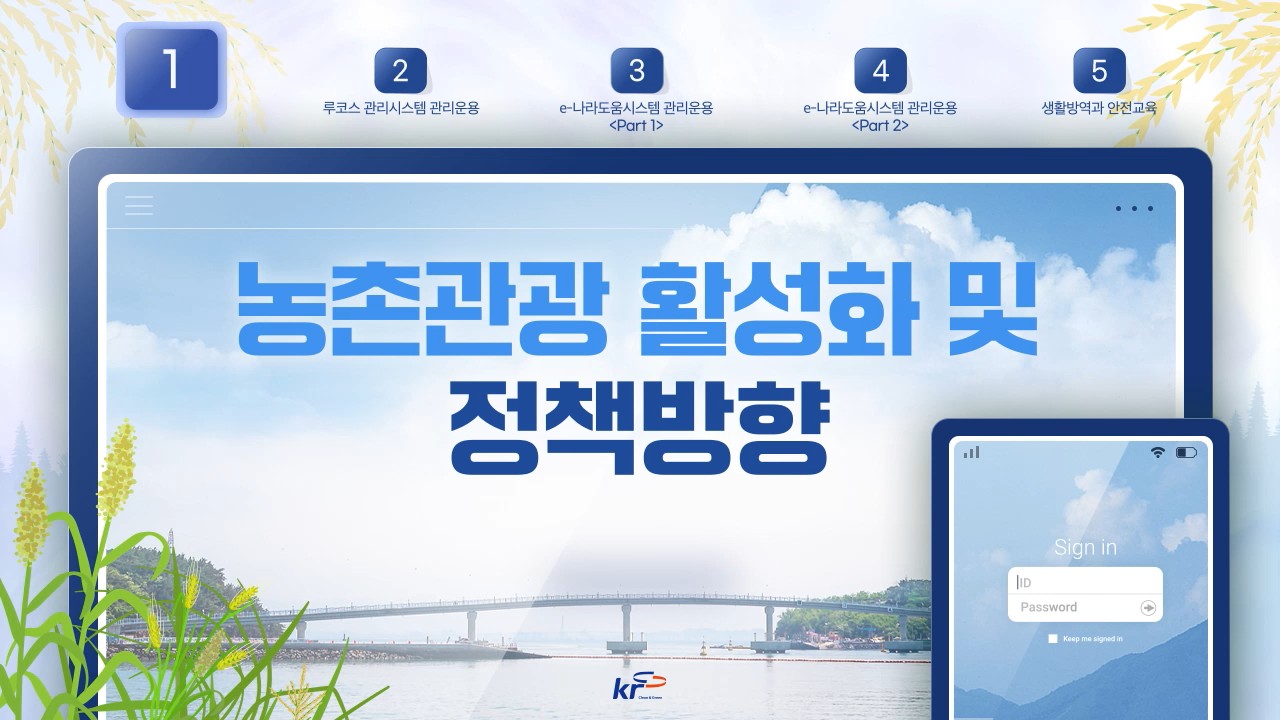 1
2
루코스 관리시스템 관리운용
3
e-나라도움시스템 관리운용
<Part 1>
4
e-나라도움시스템 관리운용
<Part 2>
5
생활방역과 안전교육
농촌관광 활성화 및
정책방향
Sign in
ID
Password
Keep me signed in
kr
Clean & Green